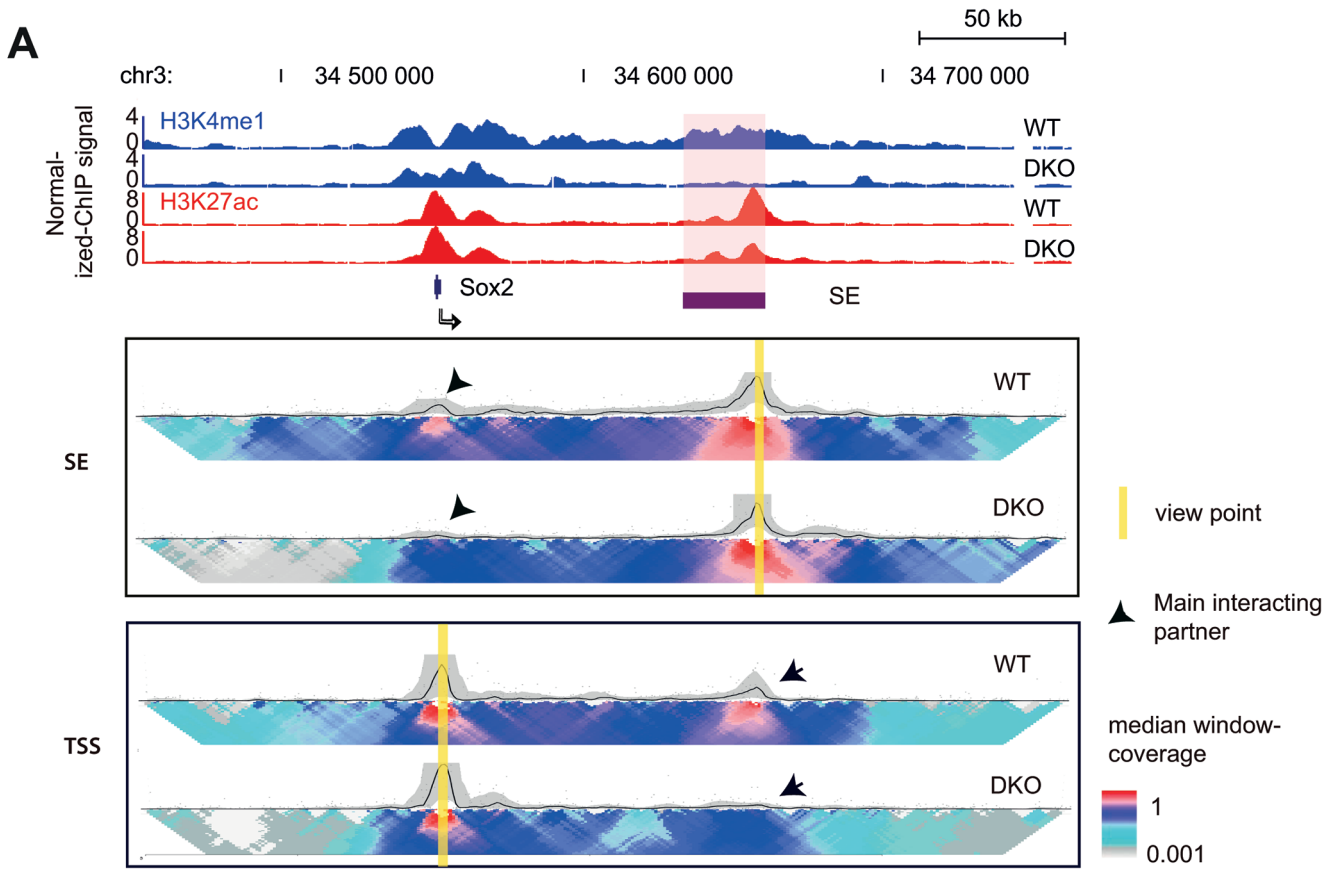 A
50 kb
chr3: 34 500 000 34 600 000 34 700 000
Normal-
ized-ChIP signal
4
0
H3K4me1
WT
4
0
DKO
8
0
H3K27ac
WT
8
0
DKO
Sox2
SE
SE
WT
DKO
view point
Main interacting
partner
TSS
WT
DKO
median window-
coverage
1
0.001